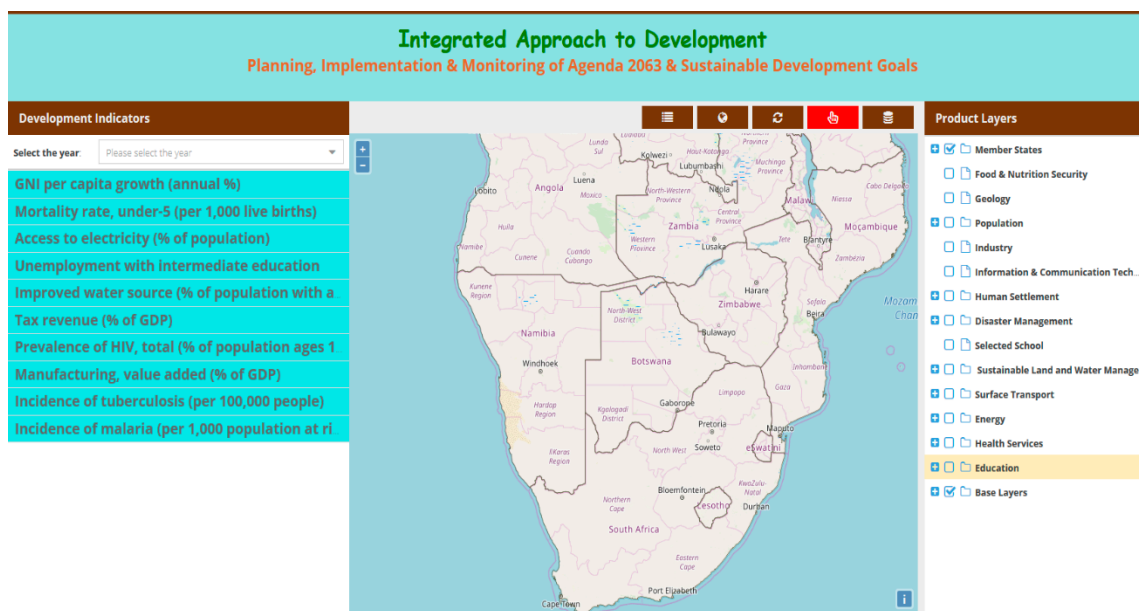 Integrated Approach to Development
Planning, Implementation & Monitoring of Agenda 2063 & Sustainable Development Goals
Development Indicators
Select the year:
Please select the year
GNI per capita growth (annual %)
Mortality rate, under-5 (per 1,000 live births)
Access to electricity (% of population)
Unemployment with intermediate education
Improved water source (% of population with a
Tax revenue (% of GDP)
Prevalence of HIV, total (% of population ages 1
Manufacturing, value added (% of GDP)
Incidence of tuberculosis (per 100,000 people)
Incidence of malaria (per 1,000 population at ri
+
−
Lunda Sul
Kolwezi
Haut-Katanga
Lubumbashi
Province
Muchinga Province
Lobito
Angola
Luena
Moxico
North-Western Province
Ndola
Malaw
Niassa
Cabo Delga
Huíla
Zambia
Central Province
Moçambique
Western Province
Lusaka
Tete
Blantyre
Namibe
Cunene
Cuando Cubango
Zambézia
Kunene Region
Harare
North-West District
Zimbabwe
Sofala
Beira
Mozam
Chan
Namibia
Bulawayo
Windhoek
Botswana
Inhambane
Limpopo
Gaza
Hardap Region
Kgalagadi District
Gaborone
Pretoria
Maputo
North West
Soweto
eSwatini
ǁKaras Region
Bloemfontein
KwaZulu-Natal
Northern Cape
Lesotho
Durban
South Africa
Eastern Cape
Port Elizabeth
Cape Town
i
Product Layers
Member States
Food & Nutrition Security
Geology
Population
Industry
Information & Communication Tech...
Human Settlement
Disaster Management
Selected School
Sustainable Land and Water Manage
Surface Transport
Energy
Health Services
Education
Base Layers